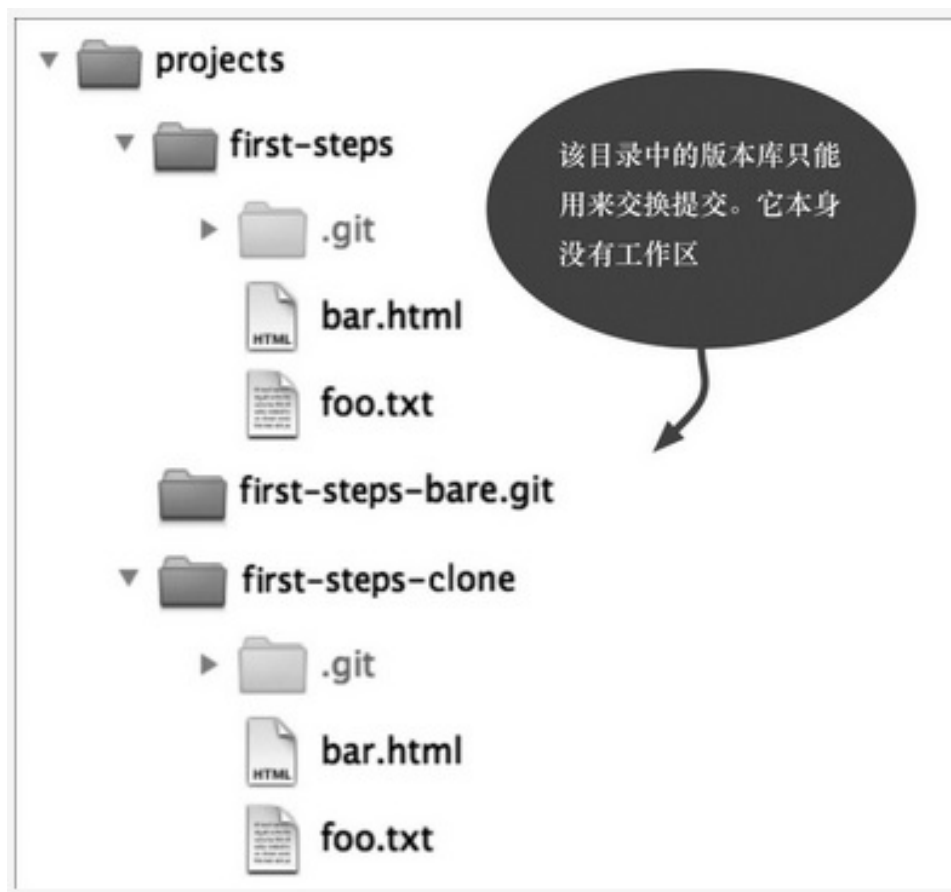 projects
first-steps
.git
bar.html
HTML
foo.txt
first-steps-bare.git
first-steps-clone
.git
bar.html
HTML
foo.txt
该目录中的版本库只能
用来交换提交。它本身
没有工作区